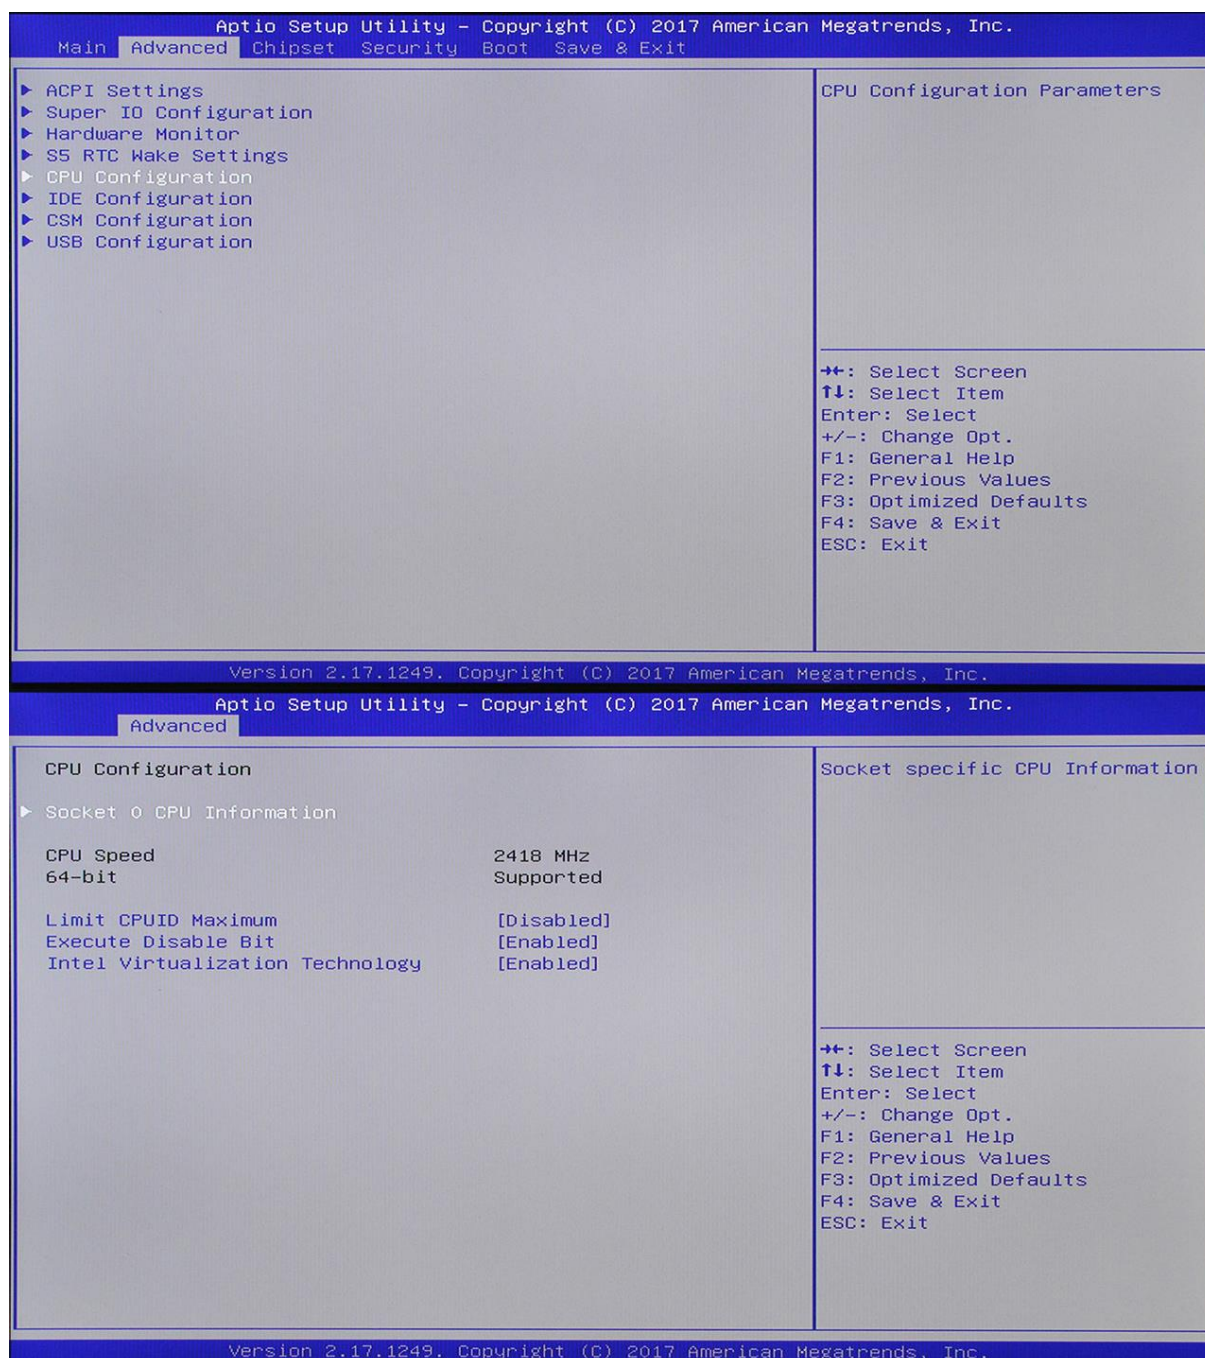 Aptio Setup Utility – Copyright (C) 2017 American Megatrends, Inc.
Main Advanced Chipset Security Boot Save & Exit
► ACPI Settings
► Super IO Configuration
► Hardware Monitor
► S5 RTC Wake Settings
► CPU Configuration
► IDE Configuration
► CSM Configuration
► USB Configuration
CPU Configuration Parameters
→←: Select Screen
↑↓: Select Item
Enter: Select
+/-: Change Opt.
F1: General Help
F2: Previous Values
F3: Optimized Defaults
F4: Save & Exit
ESC: Exit
Version 2.17.1249. Copyright (C) 2017 American Megatrends, Inc.
Aptio Setup Utility – Copyright (C) 2017 American Megatrends, Inc.
Advanced
CPU Configuration
► Socket 0 CPU Information
CPU Speed 2418 MHz
64-bit Supported
Limit CPUID Maximum [Disabled]
Execute Disable Bit [Enabled]
Intel Virtualization Technology [Enabled]
Socket specific CPU Information
→←: Select Screen
↑↓: Select Item
Enter: Select
+/-: Change Opt.
F1: General Help
F2: Previous Values
F3: Optimized Defaults
F4: Save & Exit
ESC: Exit
Version 2.17.1249. Copyright (C) 2017 American Megatrends, Inc.